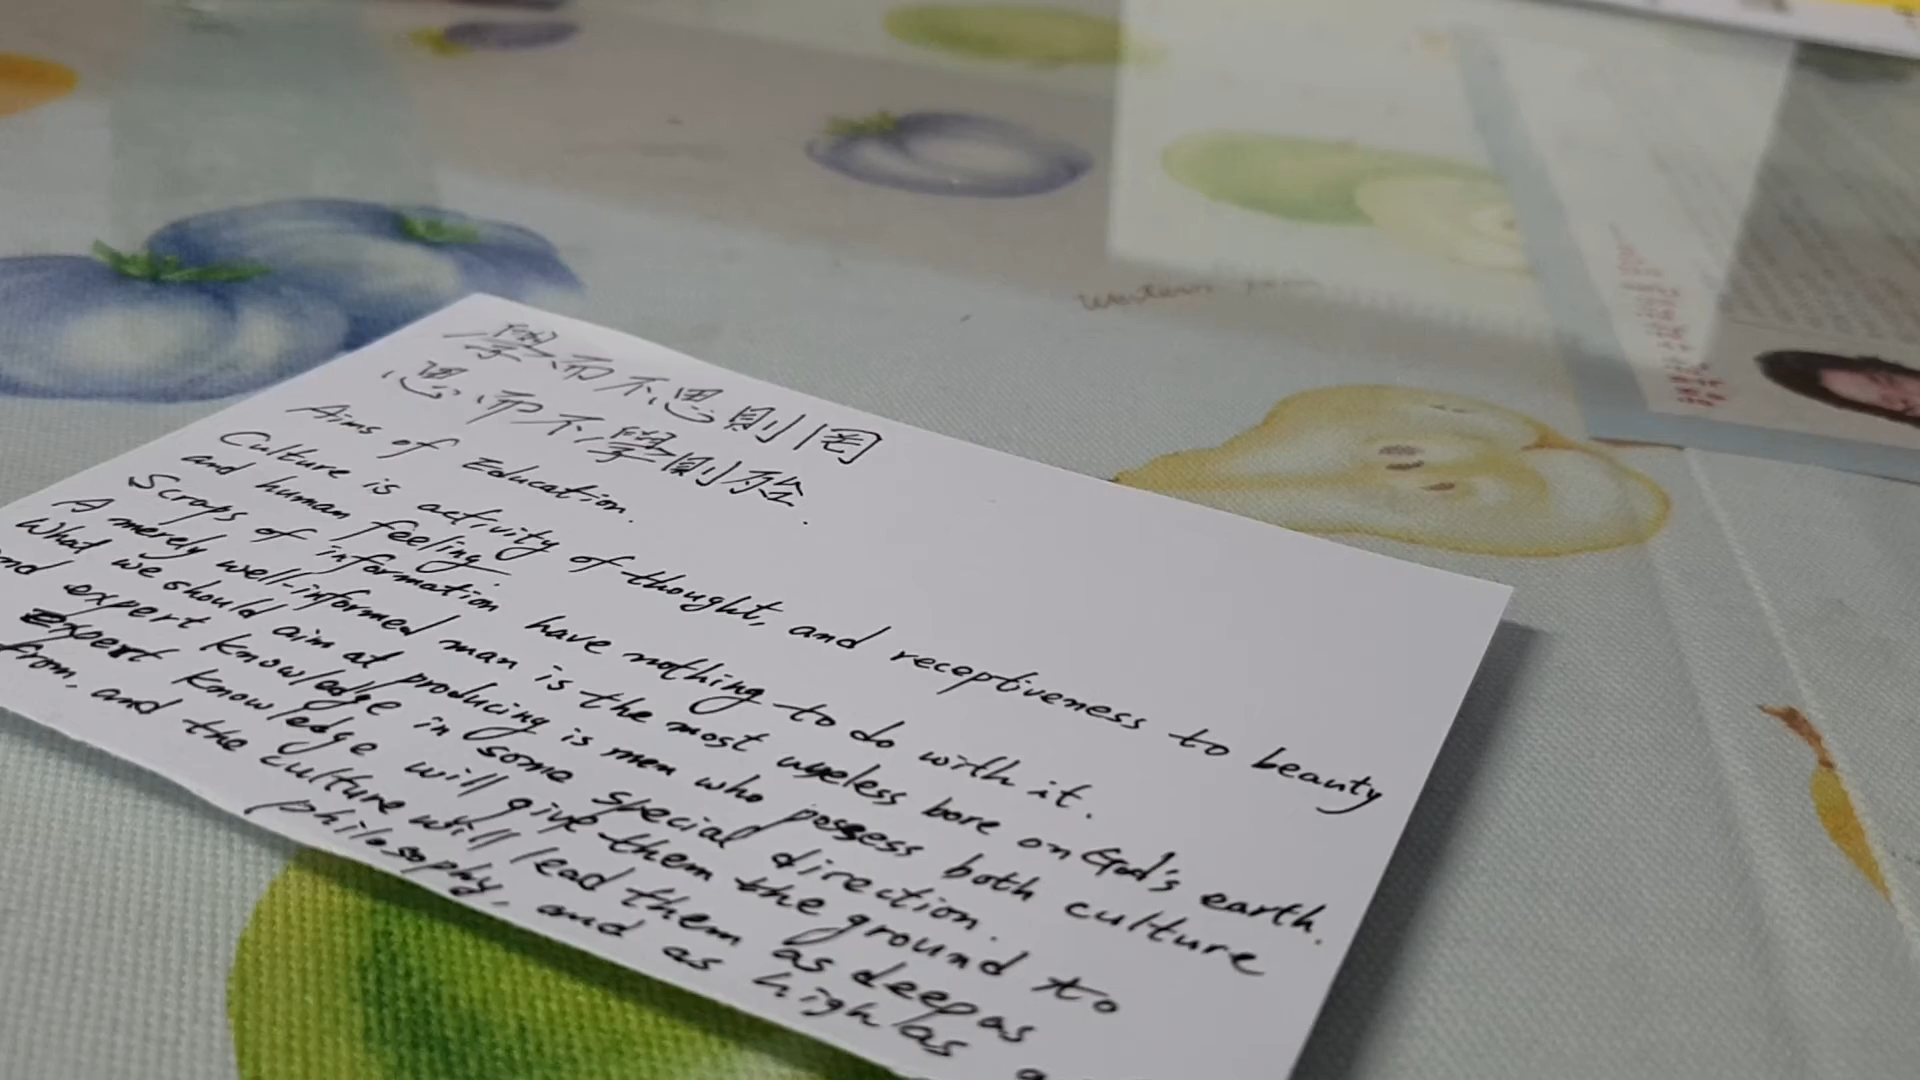 學而不思則罔
思而不學則殆.
Aims of Education.
Culture is activity of thought, and receptiveness to beauty
and human feeling.
Scraps of information have nothing to do with it.
A merely well-informed man is the most useless bore on God's earth.
What we should aim at producing is men who possess both culture
and expert knowledge in some special direction.
Expert knowledge will give them the ground to
from, and the culture will lead them as deep as
philosophy, and as high as
Western